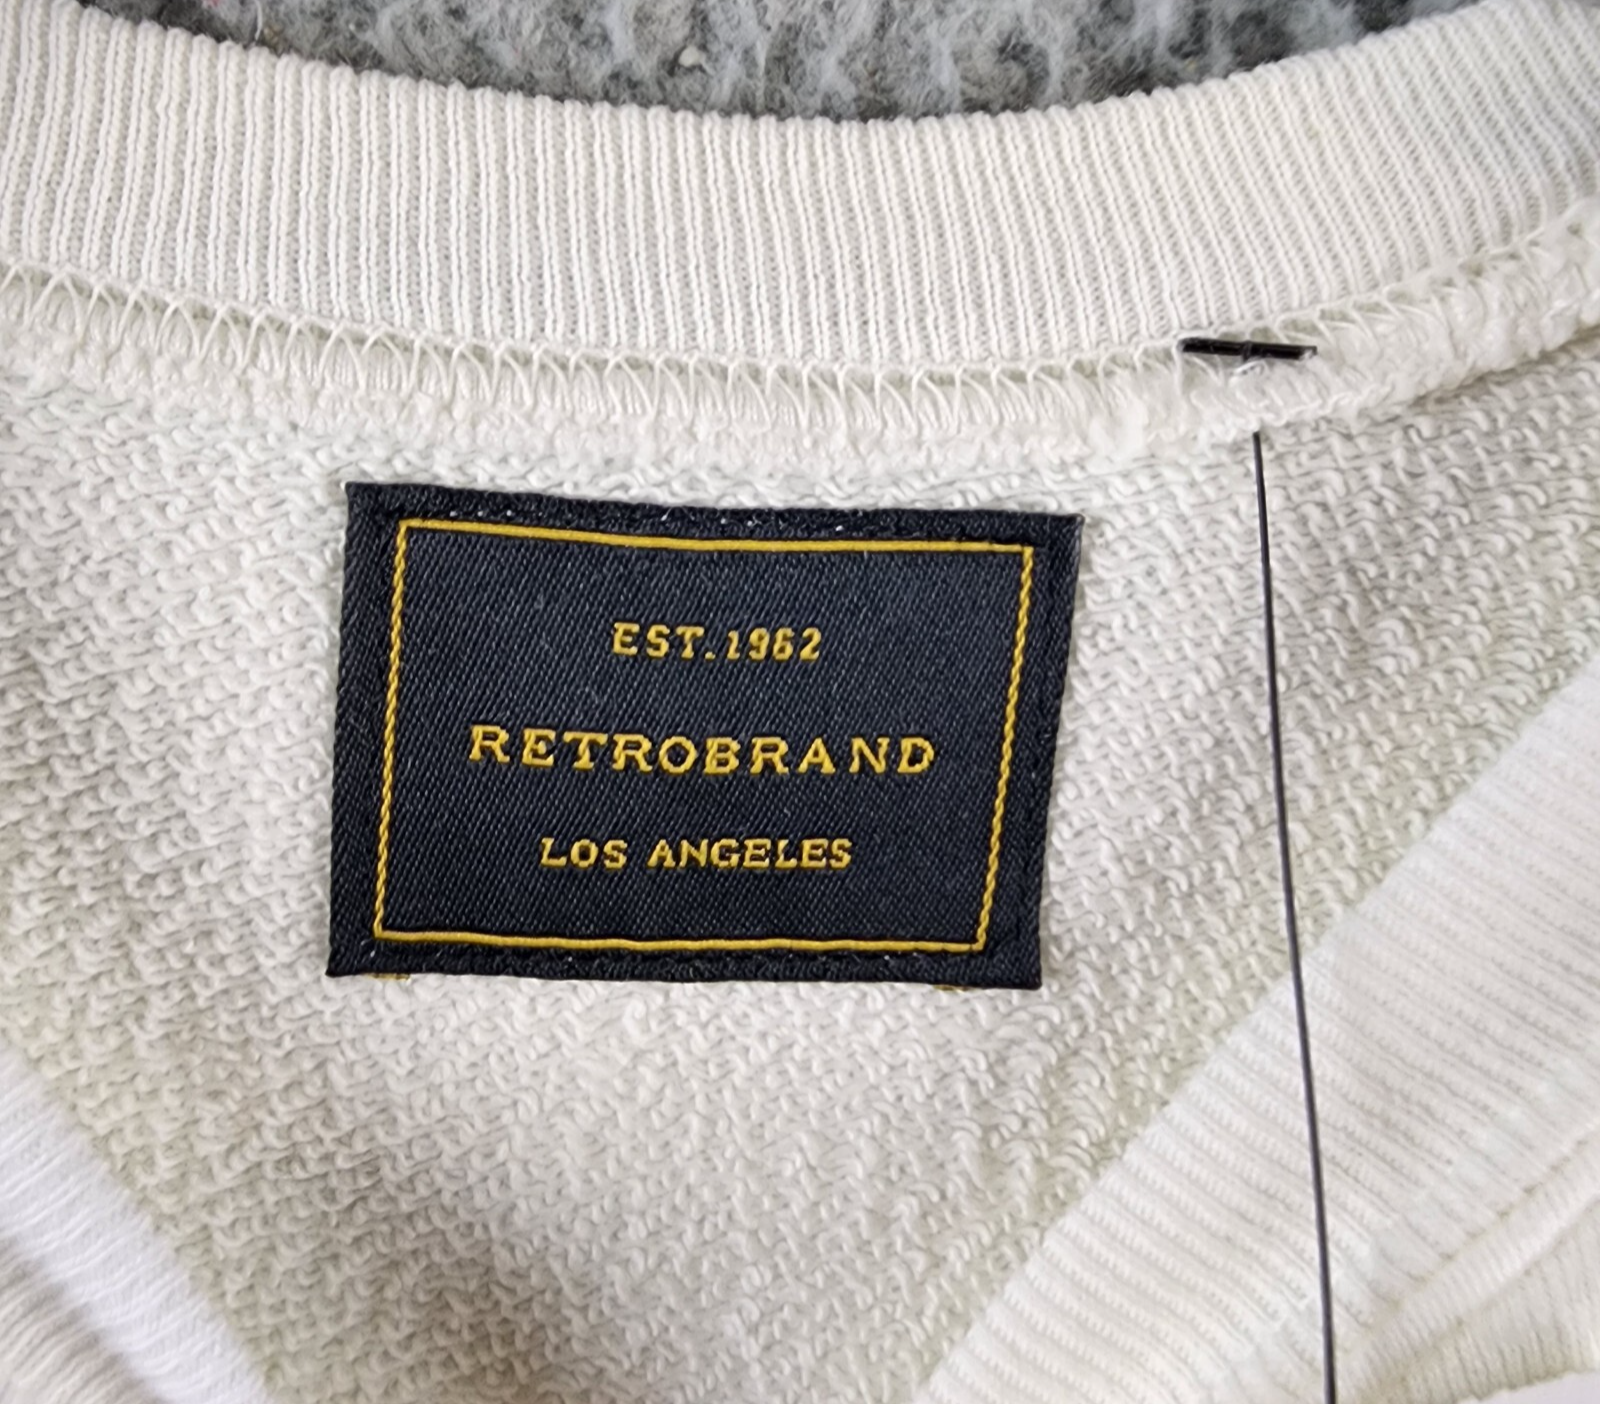 EST.1962
RETROBRAND
LOS ANGELES